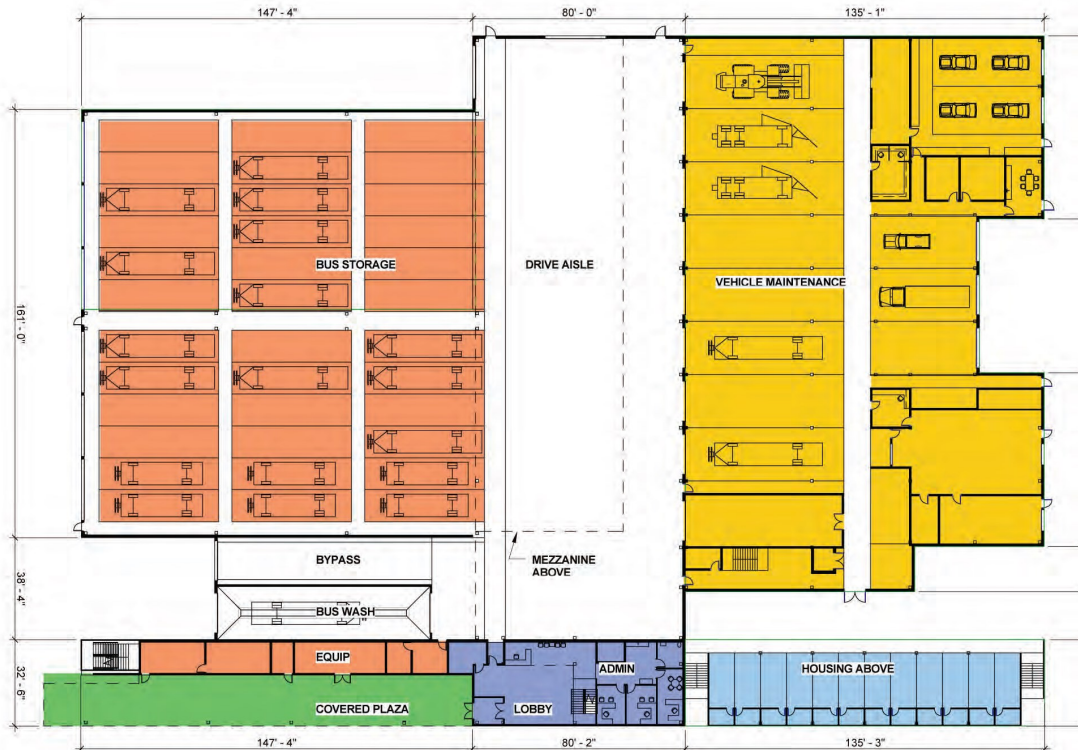 147' - 4"
80' - 0"
135' - 1"
BUS STORAGE
DRIVE AISLE
VEHICLE MAINTENANCE
161' - 0"
BYPASS
MEZZANINE
ABOVE
38' - 4"
BUS WASH
EQUIP
ADMIN
HOUSING ABOVE
32' - 6"
COVERED PLAZA
LOBBY
147' - 4"
80' - 2"
135' - 3"